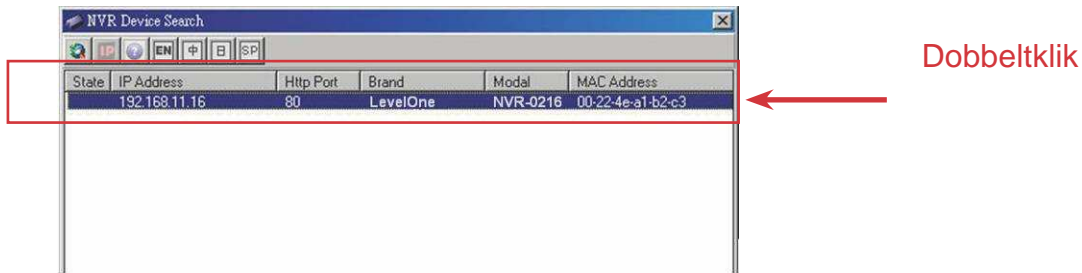 NVR Device Search
IP EN 中 日 SP
Dobbeltklik
State IP Address Http Port Brand Modal MAC Address
192.168.11.16 80 LevelOne NVR-0216 00-22-4e-a1-b2-c3